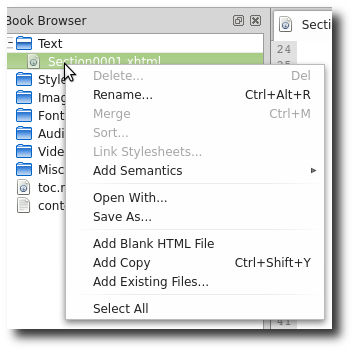 Book Browser
Secti
Text
24
Section0001.xhtml
Style
Delete... Del
Imag
Rename... Ctrl+Alt+R
Font
Merge Ctrl+M
Audi
Sort...
Vide
Link Stylesheets...
Misc
Add Semantics
toc.n
Open With...
cont
Save As...
Add Blank HTML File
Add Copy Ctrl+Shift+Y
Add Existing Files...
Select All
41